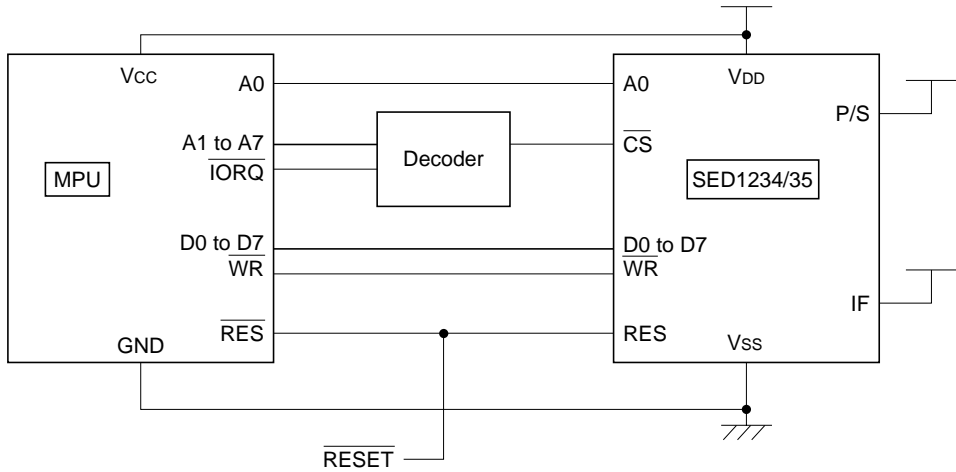 VCC
VDD
A0
A0
P/S
A1 to A7
IORQ
Decoder
CS
MPU
SED1234/35
D0 to D7
D0 to D7
WR
WR
IF
RES
RES
GND
VSS
RESET